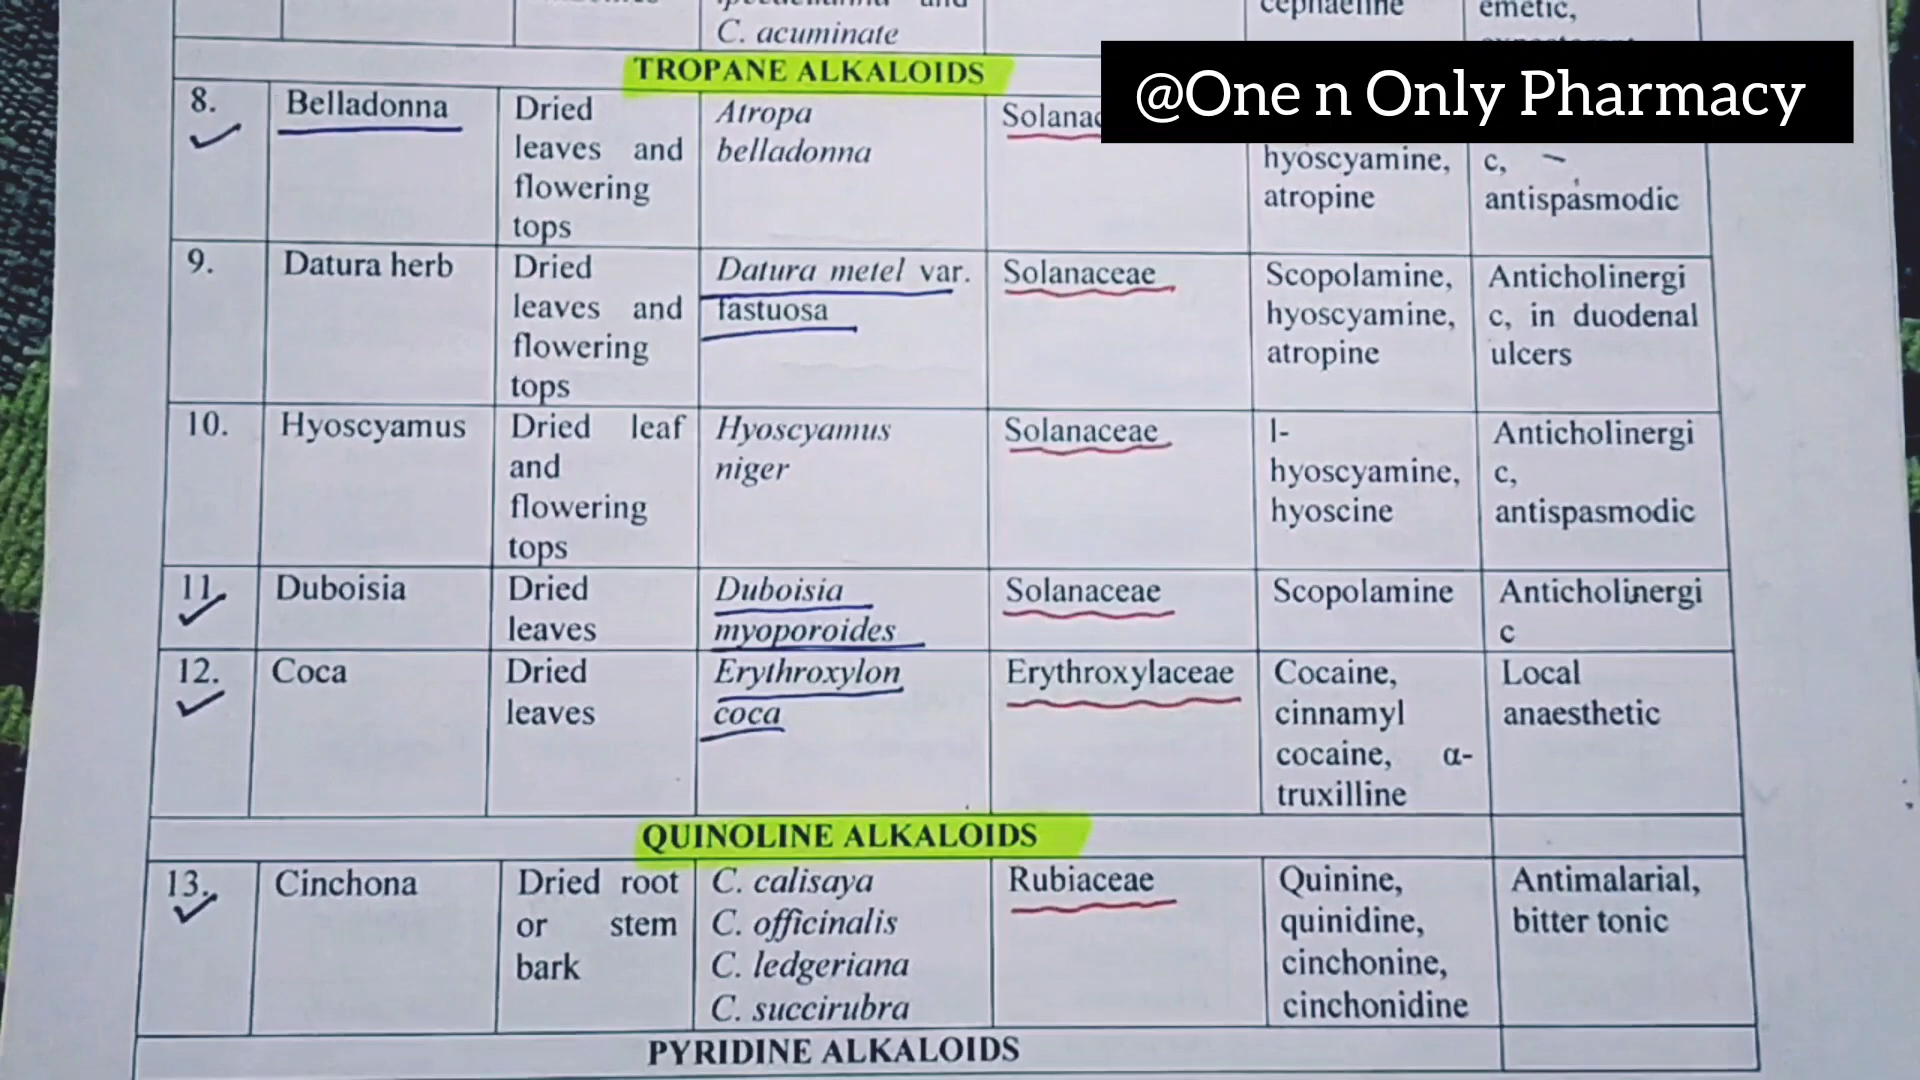 C. acuminate
emetic,
TROPANE ALKALOIDS
@One n Only Pharmacy
8.
Belladonna
Dried
leaves and
flowering
tops
Atropa
belladonna
hyoscyamine,
atropine
c,
antispasmodic
9.
Datura herb
Dried
leaves and
flowering
tops
Datura metel var.
fastuosa
Solanaceae
Scopolamine,
hyoscyamine,
atropine
Anticholinergi
c, in duodenal
ulcers
10.
Hyoscyamus
Dried leaf
and
flowering
tops
Hyoscyamus
niger
Solanaceae
l-
hyoscyamine,
hyoscine
Anticholinergi
c,
antispasmodic
11.
Duboisia
Dried
leaves
Duboisia
myoporoides
Solanaceae
Scopolamine
Anticholinergi
c
12.
Coca
Dried
leaves
Erythroxylon
coca
Erythroxylaceae
Cocaine,
cinnamyl
cocaine, α-
truxilline
Local
anaesthetic
QUINOLINE ALKALOIDS
13.
Cinchona
Dried root
or stem
bark
C. calisaya
C. officinalis
C. ledgeriana
C. succirubra
Rubiaceae
Quinine,
quinidine,
cinchonine,
cinchonidine
Antimalarial,
bitter tonic
PYRIDINE ALKALOIDS